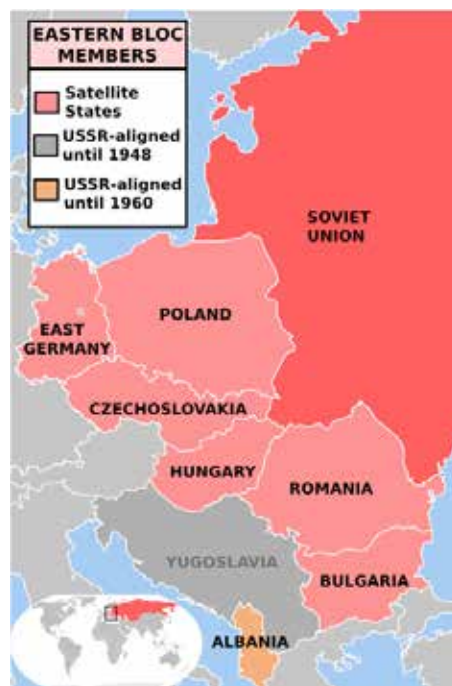 EASTERN BLOC
MEMBERS
Satellite
States
USSR-aligned
until 1948
USSR-aligned
until 1960
SOVIET
UNION
POLAND
EAST
GERMANY
CZECHOSLOVAKIA
HUNGARY
ROMANIA
YUGOSLAVIA
BULGARIA
ALBANIA